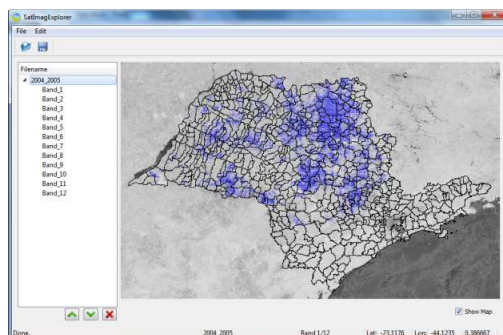 SatImagExplorer
File Edit
Filename
2004_2005
Band_1
Band_2
Band_3
Band_4
Band_5
Band_6
Band_7
Band_8
Band_9
Band_10
Band_11
Band_12
Show Map
Done. 2004_2005 Band 1/12 Lat: -23.1176 Lon: -44.1235 0.386667